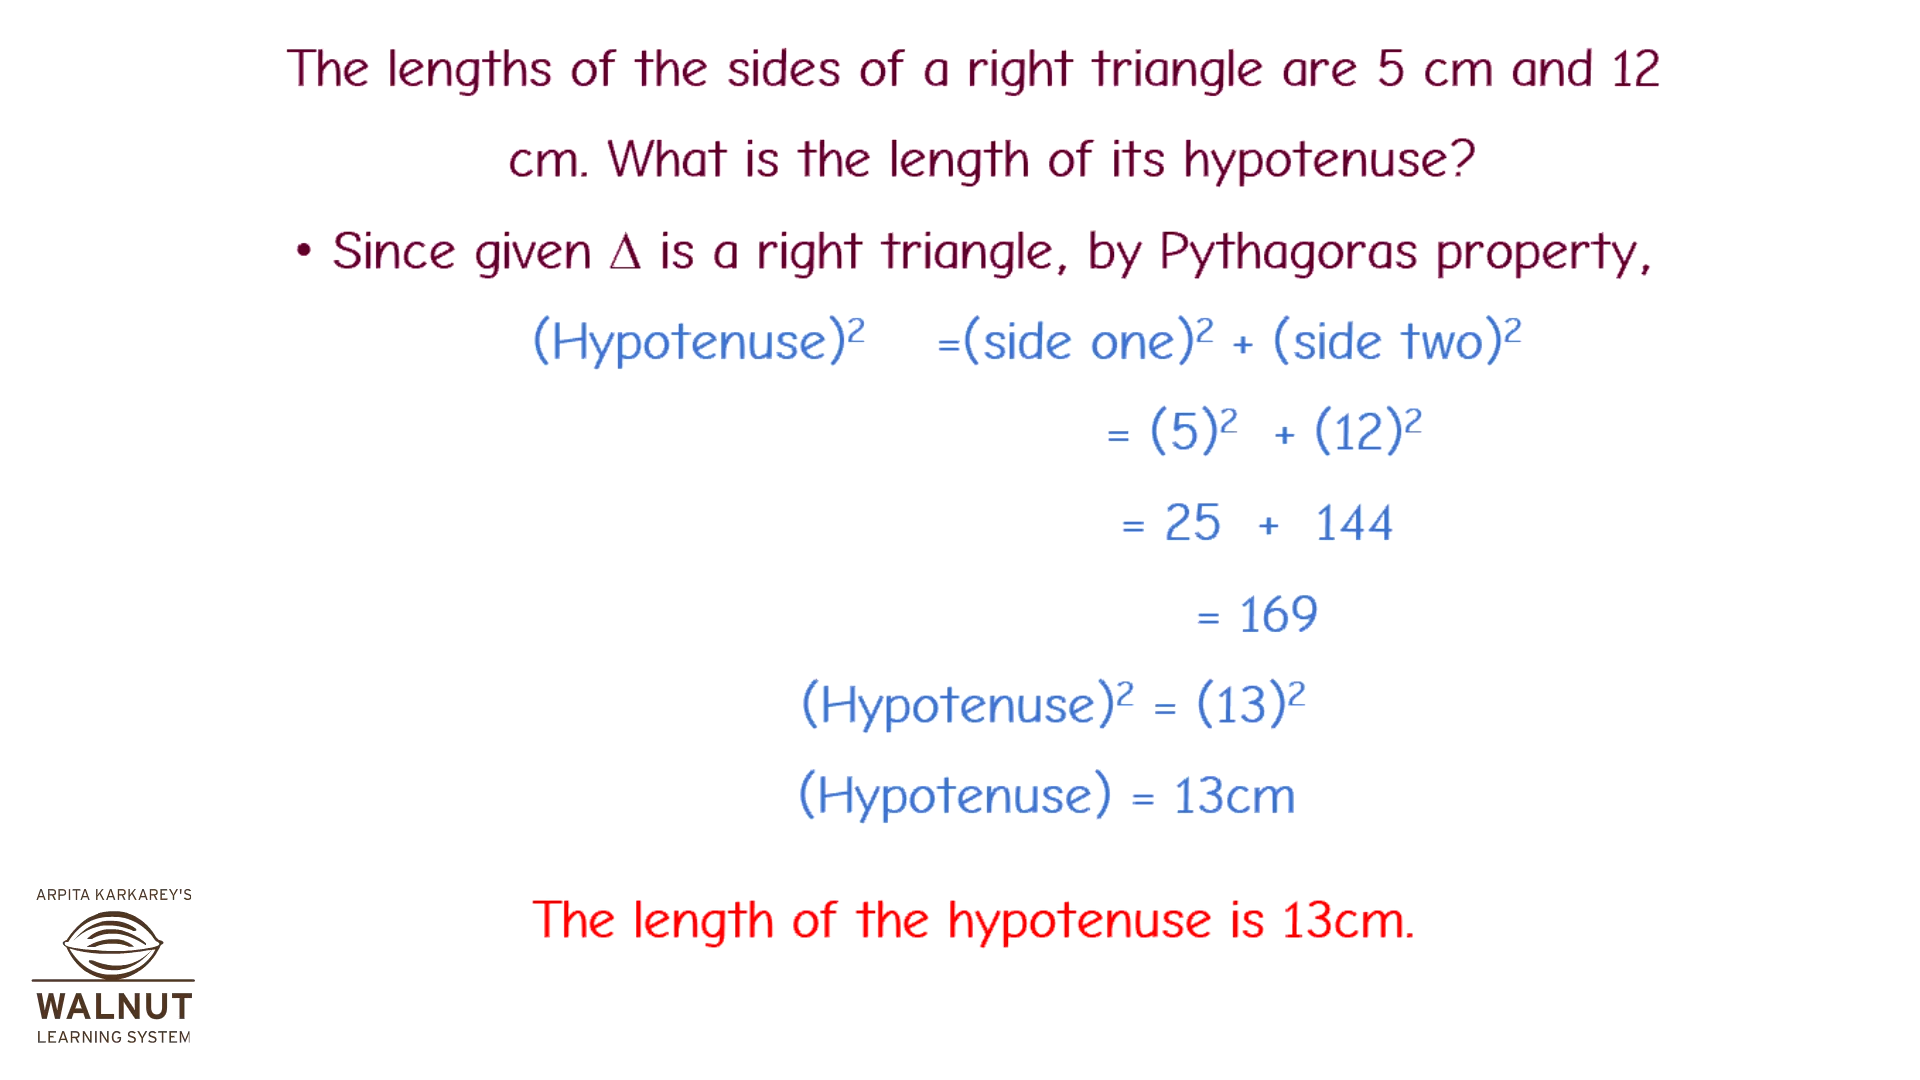 The lengths of the sides of a right triangle are 5 cm and 12
cm. What is the length of its hypotenuse?
• Since given Δ is a right triangle, by Pythagoras property,
(Hypotenuse)² =(side one)² + (side two)²
= (5)² + (12)²
= 25 + 144
= 169
(Hypotenuse)² = (13)²
(Hypotenuse) = 13cm
The length of the hypotenuse is 13cm.
ARPITA KARKAREY'S
WALNUT
LEARNING SYSTEM